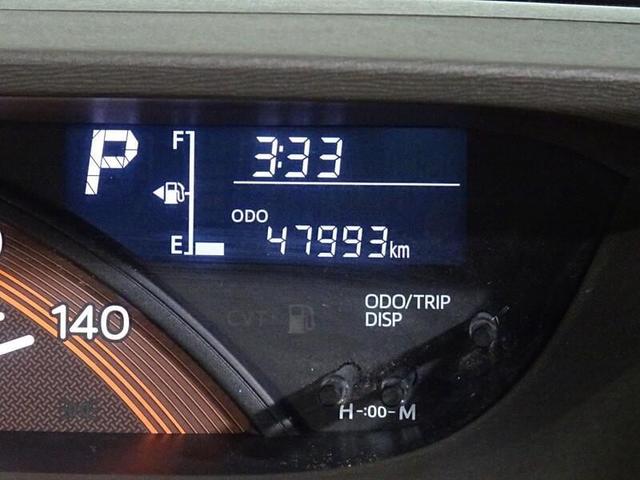 P
F
3:33
ODO
E
47993km
140
CVT
ODO/TRIP
DISP
H-:00-M